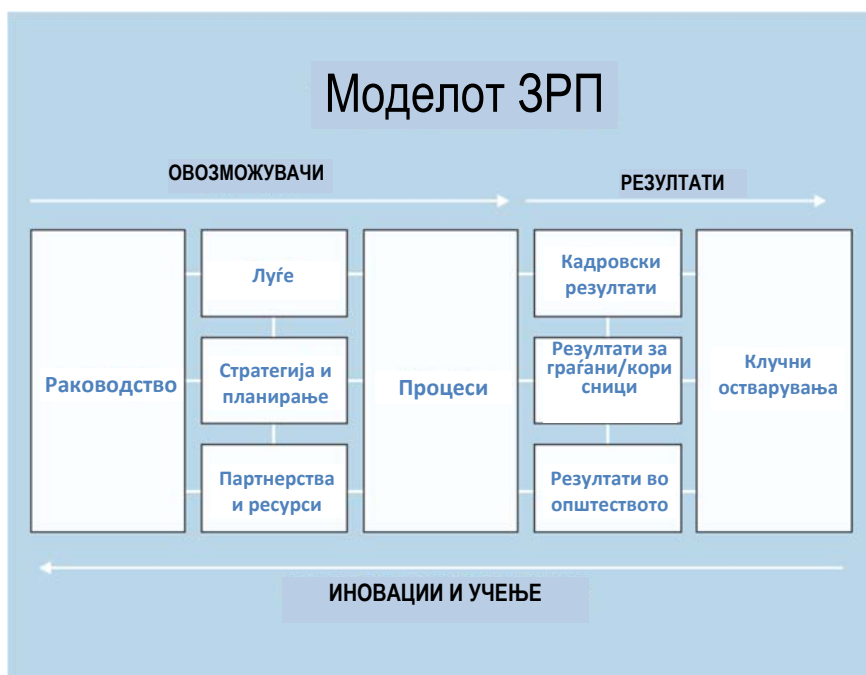 Моделот ЗРП
ОВОЗМОЖУВАЧИ
РЕЗУЛТАТИ
Раководство
Луѓе
Стратегија и
планирање
Партнерства
и ресурси
Процеси
Кадровски
резултати
Резултати за
граѓани/кори
сници
Резултати во
општеството
Клучни
остварувања
ИНОВАЦИИ И УЧЕЊЕ